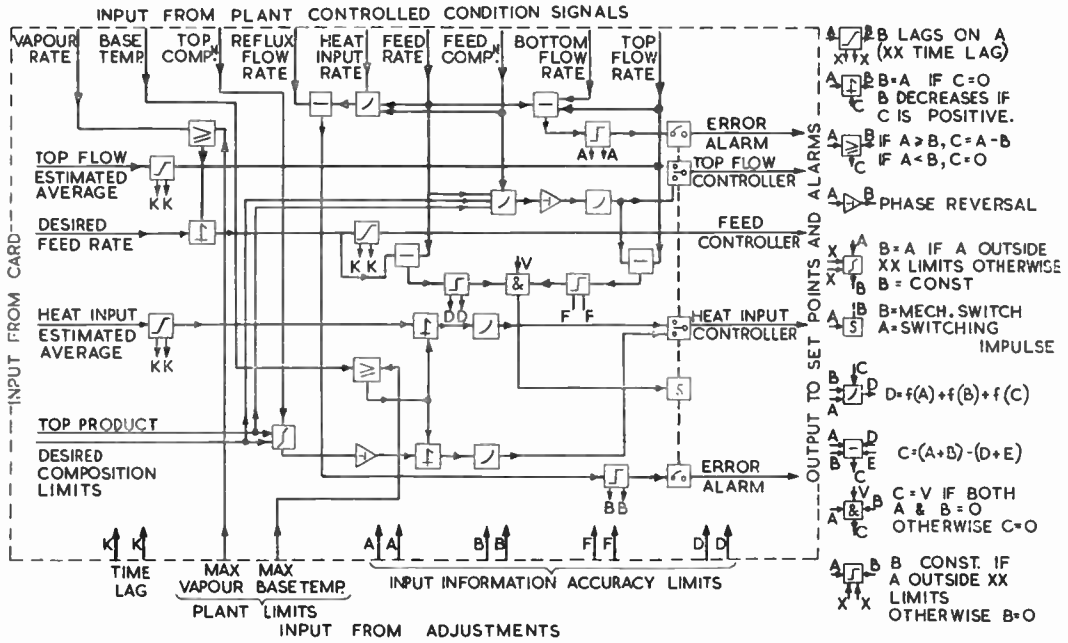 INPUT FROM PLANT CONTROLLED CONDITION SIGNALS
VAPOUR RATE
BASE TEMP.
TOP COMPᴺ.
REFLUX FLOW RATE
HEAT INPUT RATE
FEED RATE
FEED COMPᴺ
BOTTOM FLOW RATE
TOP FLOW RATE
INPUT FROM CARD
TOP FLOW
ESTIMATED AVERAGE
K K
DESIRED
FEED RATE
K K
HEAT INPUT
ESTIMATED AVERAGE
K K
TOP PRODUCT
DESIRED
COMPOSITION
LIMITS
A A
V
&
D D
F F
S
B B
ERROR
ALARM
TOP FLOW
CONTROLLER
FEED
CONTROLLER
HEAT INPUT
CONTROLLER
ERROR
ALARM
OUTPUT TO SET POINTS AND ALARMS
K K
TIME
LAG
MAX
VAPOUR
MAX
BASE TEMP.
PLANT LIMITS
A A
B B
F F
D D
INPUT INFORMATION ACCURACY LIMITS
INPUT FROM ADJUSTMENTS
A B
X X
B LAGS ON A
(XX TIME LAG)
A B
C
B=A IF C=O
B DECREASES IF
C IS POSITIVE.
A B
C
IF A ≥ B, C=A-B
IF A < B, C=O
A B
PHASE REVERSAL
A
X
X
B
B=A IF A OUTSIDE
XX LIMITS OTHERWISE
B = CONST
A S B
B=MECH. SWITCH
A=SWITCHING
IMPULSE
C
B D
A
D=f(A)+f(B)+f(C)
A D
B E
C
C=(A+B)-(D+E)
V
A & B
C
C=V IF BOTH
A & B=O
OTHERWISE C=O
A B
X X
B CONST. IF
A OUTSIDE XX
LIMITS
OTHERWISE B=O